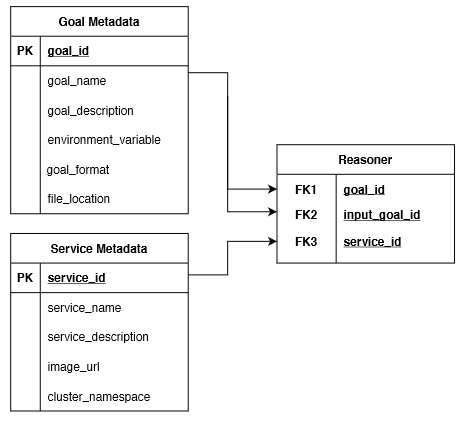 Goal Metadata
PK goal_id
goal_name
goal_description
environment_variable
goal_format
file_location
Service Metadata
PK service_id
service_name
service_description
image_url
cluster_namespace
Reasoner
FK1 goal_id
FK2 input_goal_id
FK3 service_id